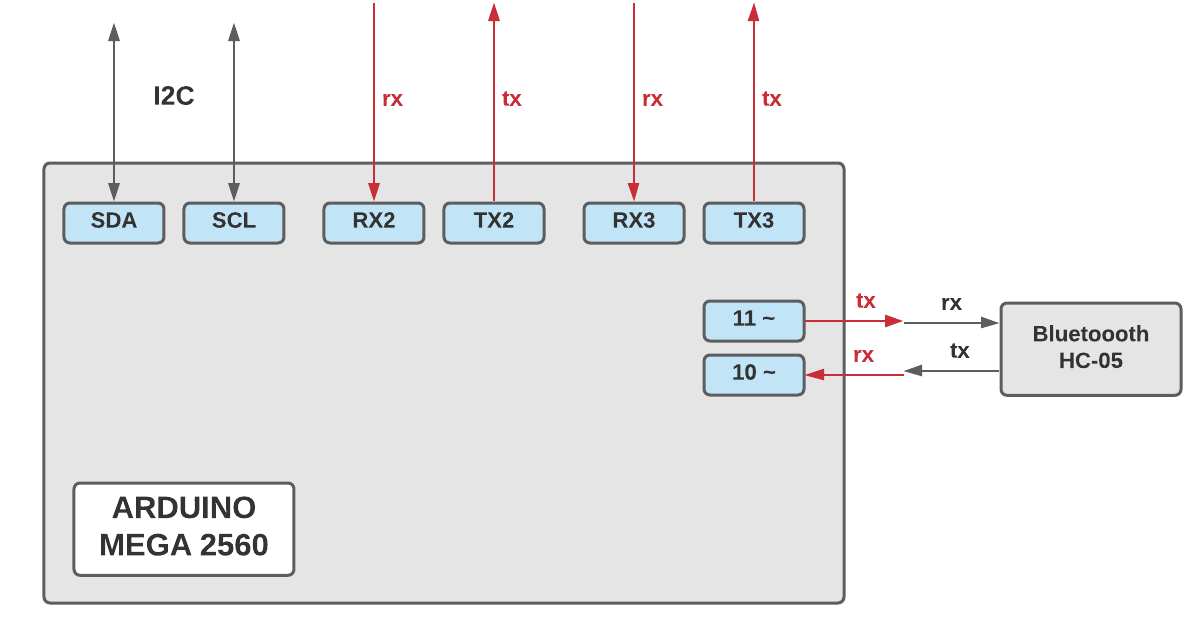 I2C
rx
tx
rx
tx
SDA
SCL
RX2
TX2
RX3
TX3
11 ~
tx
rx
10 ~
rx
tx
Bluetoooth
HC-05
ARDUINO
MEGA 2560